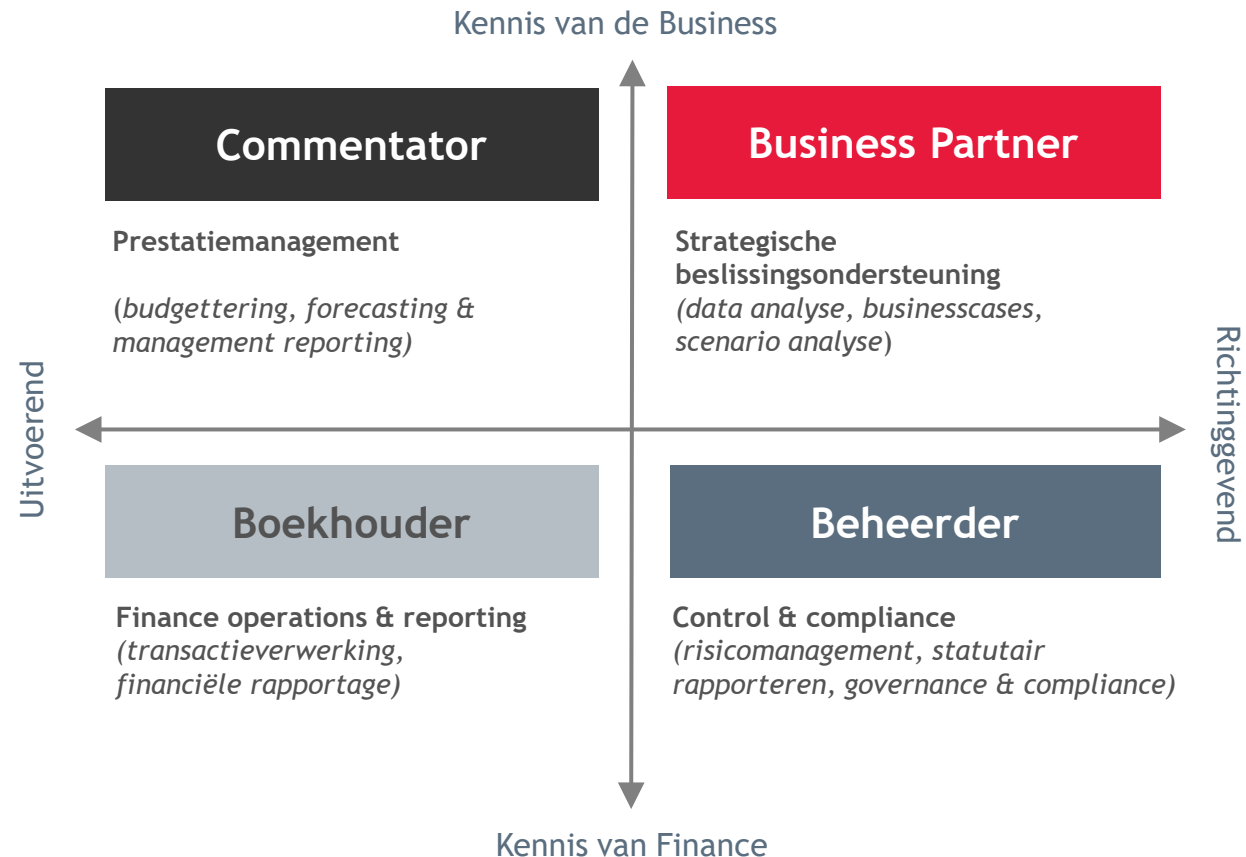 Kennis van de Business
Commentator
Business Partner
Prestatiemanagement
(budgettering, forecasting &
management reporting)
Strategische
beslissingsondersteuning
(data analyse, businesscases,
scenario analyse)
Uitvoerend
Richtinggevend
Boekhouder
Beheerder
Finance operations & reporting
(transactieverwerking,
financiële rapportage)
Control & compliance
(risicomanagement, statutair
rapporteren, governance & compliance)
Kennis van Finance